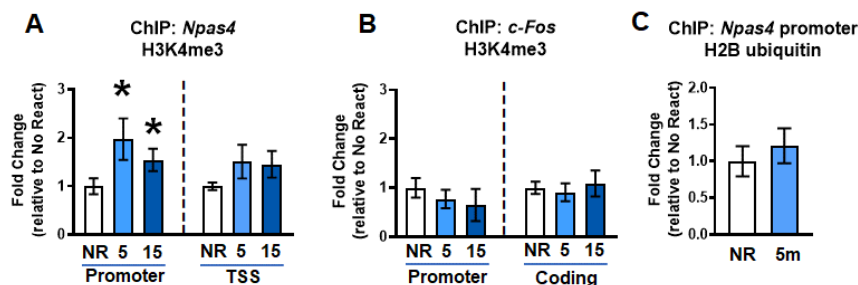 A
ChIP: Npas4
H3K4me3
Fold Change
(relative to No React)
3
2
1
0
*
*
NR 5 15
Promoter
NR 5 15
TSS
B
ChIP: c-Fos
H3K4me3
Fold Change
(relative to No React)
3
2
1
0
NR 5 15
Promoter
NR 5 15
Coding
C
ChIP: Npas4 promoter
H2B ubiquitin
Fold Change
(relative to No React)
2.0
1.5
1.0
0.5
0.0
NR 5m